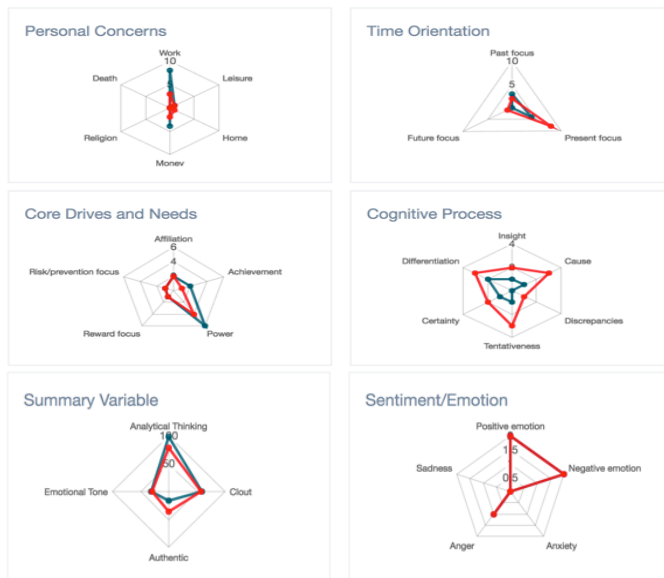 Personal Concerns
Work
10
5
Death
Leisure
Religion
Home
Money
Time Orientation
Past focus
10
5
Future focus
Present focus
Core Drives and Needs
Affiliation
6
4
Risk/prevention focus
Achievement
Reward focus
Power
Cognitive Process
Insight
4
Differentiation
Cause
Certainty
Discrepancies
Tentativeness
Summary Variable
Analytical Thinking
100
50
Emotional Tone
Clout
Authentic
Sentiment/Emotion
Positive emotion
1.5
Sadness
Negative emotion
0.5
Anger
Anxiety